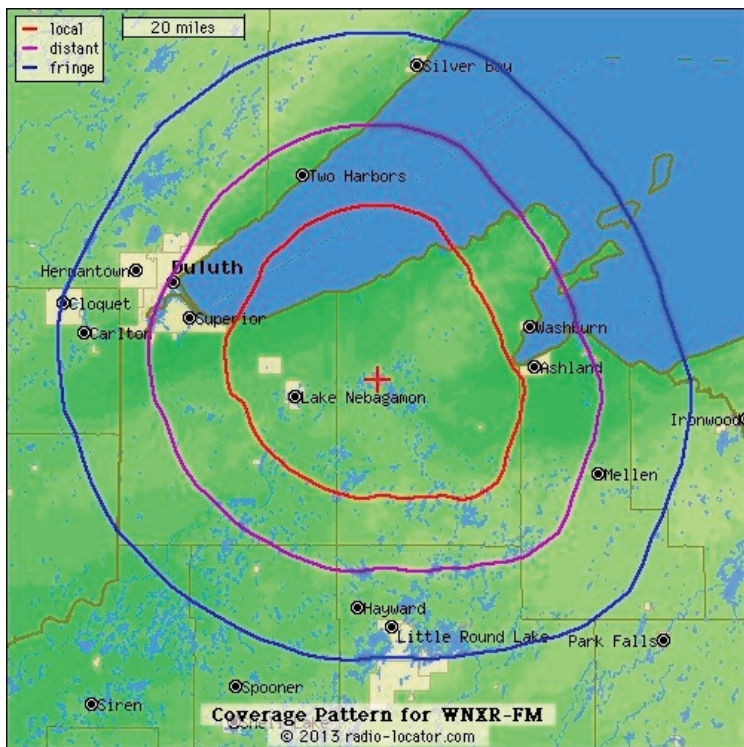 local
distant
fringe
20 miles
Silver Bay
Two Harbors
Hermantown
Duluth
Cloquet
Superior
Carlton
Washburn
Ashland
Lake Nebagamon
Ironwood
Mellen
Hayward
Little Round Lake
Park Falls
Spooner
Siren
Coverage Pattern for WNXR-FM
© 2013 radio-locator.com